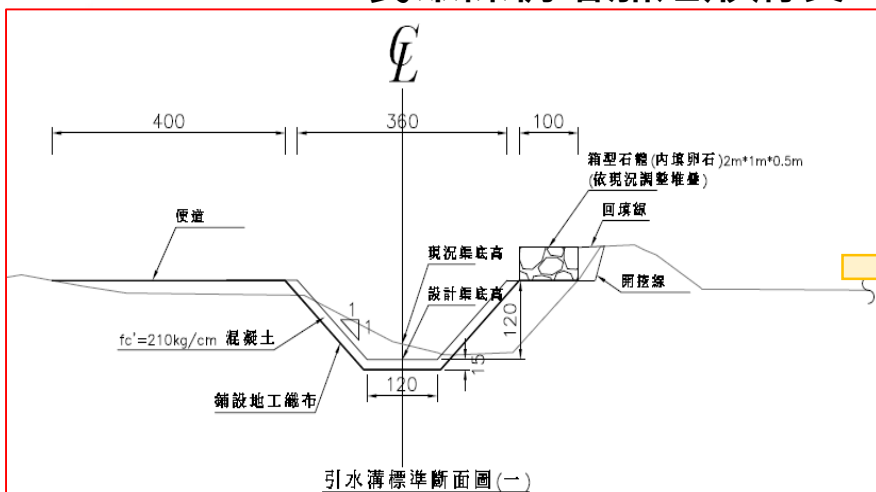 CL
400
360
100
箱型石籠(內填卵石)2m*1m*0.5m
(依現況調整堆疊)
便道
回填線
現況渠底高
設計渠底高
開挖線
1
1
120
fc'=210kg/cm 混凝土
15
120
鋪設地工織布
引水溝標準斷面圖(一)